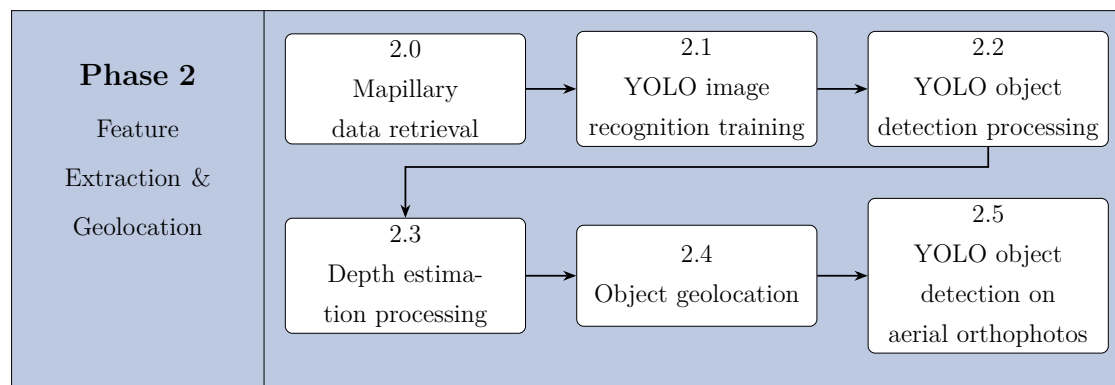 Phase 2
Feature
Extraction &
Geolocation
2.0
Mapillary
data retrieval
2.1
YOLO image
recognition training
2.2
YOLO object
detection processing
2.3
Depth estima-
tion processing
2.4
Object geolocation
2.5
YOLO object
detection on
aerial orthophotos